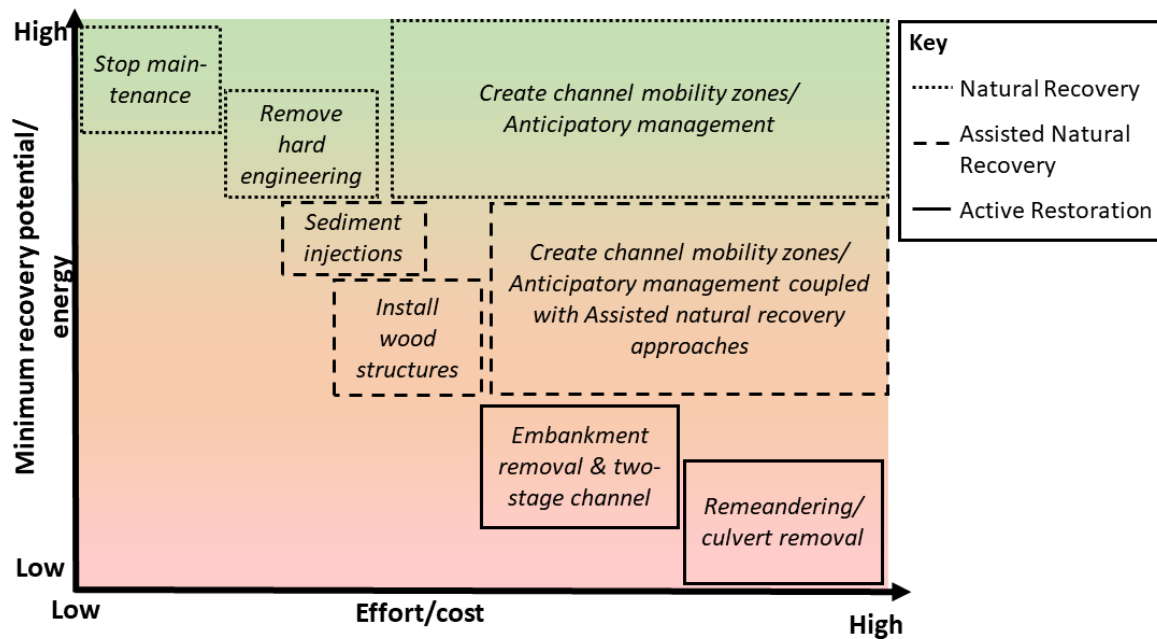 High
Minimum recovery potential/
energy
Low
Low
Effort/cost
High
Stop main-
tenance
Remove
hard
engineering
Create channel mobility zones/
Anticipatory management
Sediment
injections
Install
wood
structures
Create channel mobility zones/
Anticipatory management coupled
with Assisted natural recovery
approaches
Embankment
removal & two-
stage channel
Remeandering/
culvert removal
Key
Natural Recovery
Assisted Natural
Recovery
Active Restoration